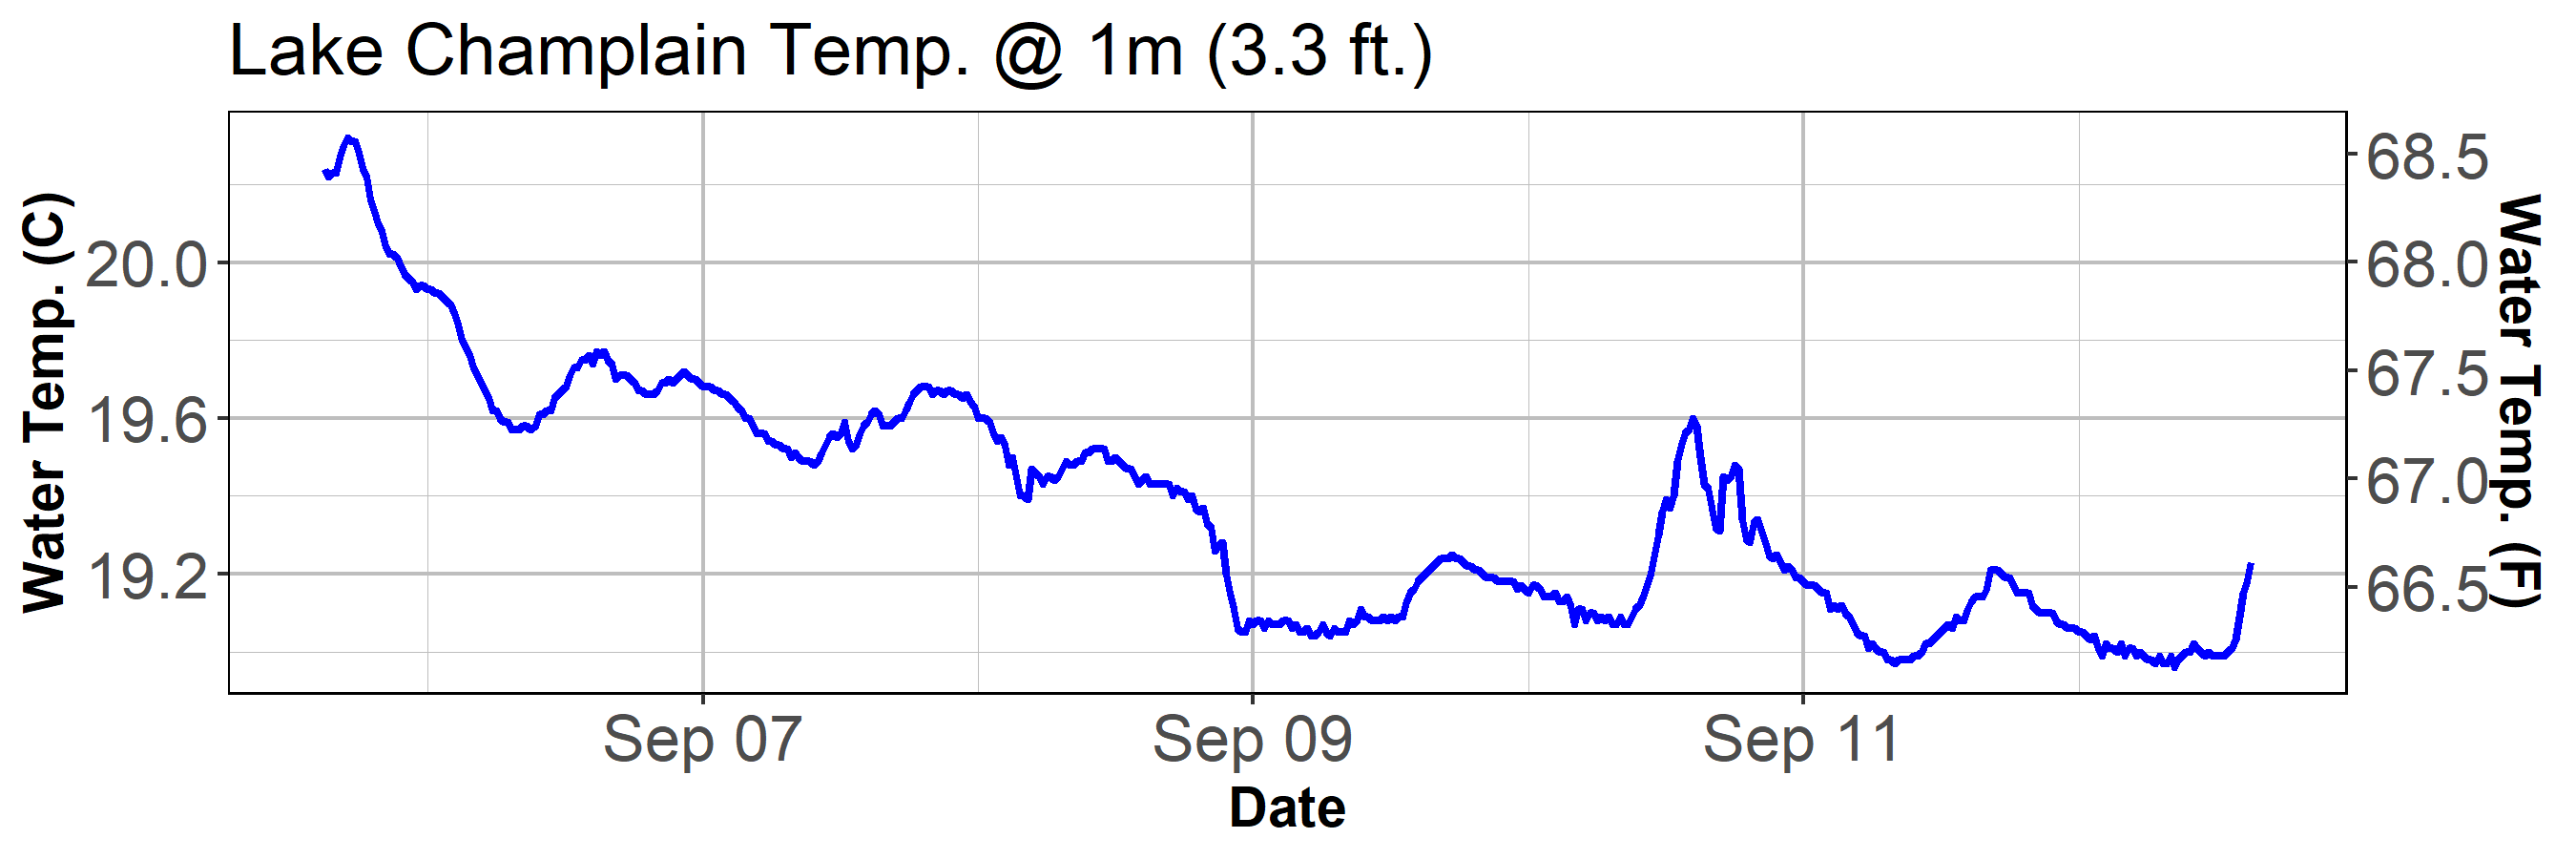 Lake Champlain Temp. @ 1m (3.3 ft.)
Water Temp. (C)
20.0
19.6
19.2
68.5
68.0
67.5
67.0
66.5
Water Temp. (F)
Sep 07
Sep 09
Sep 11
Date